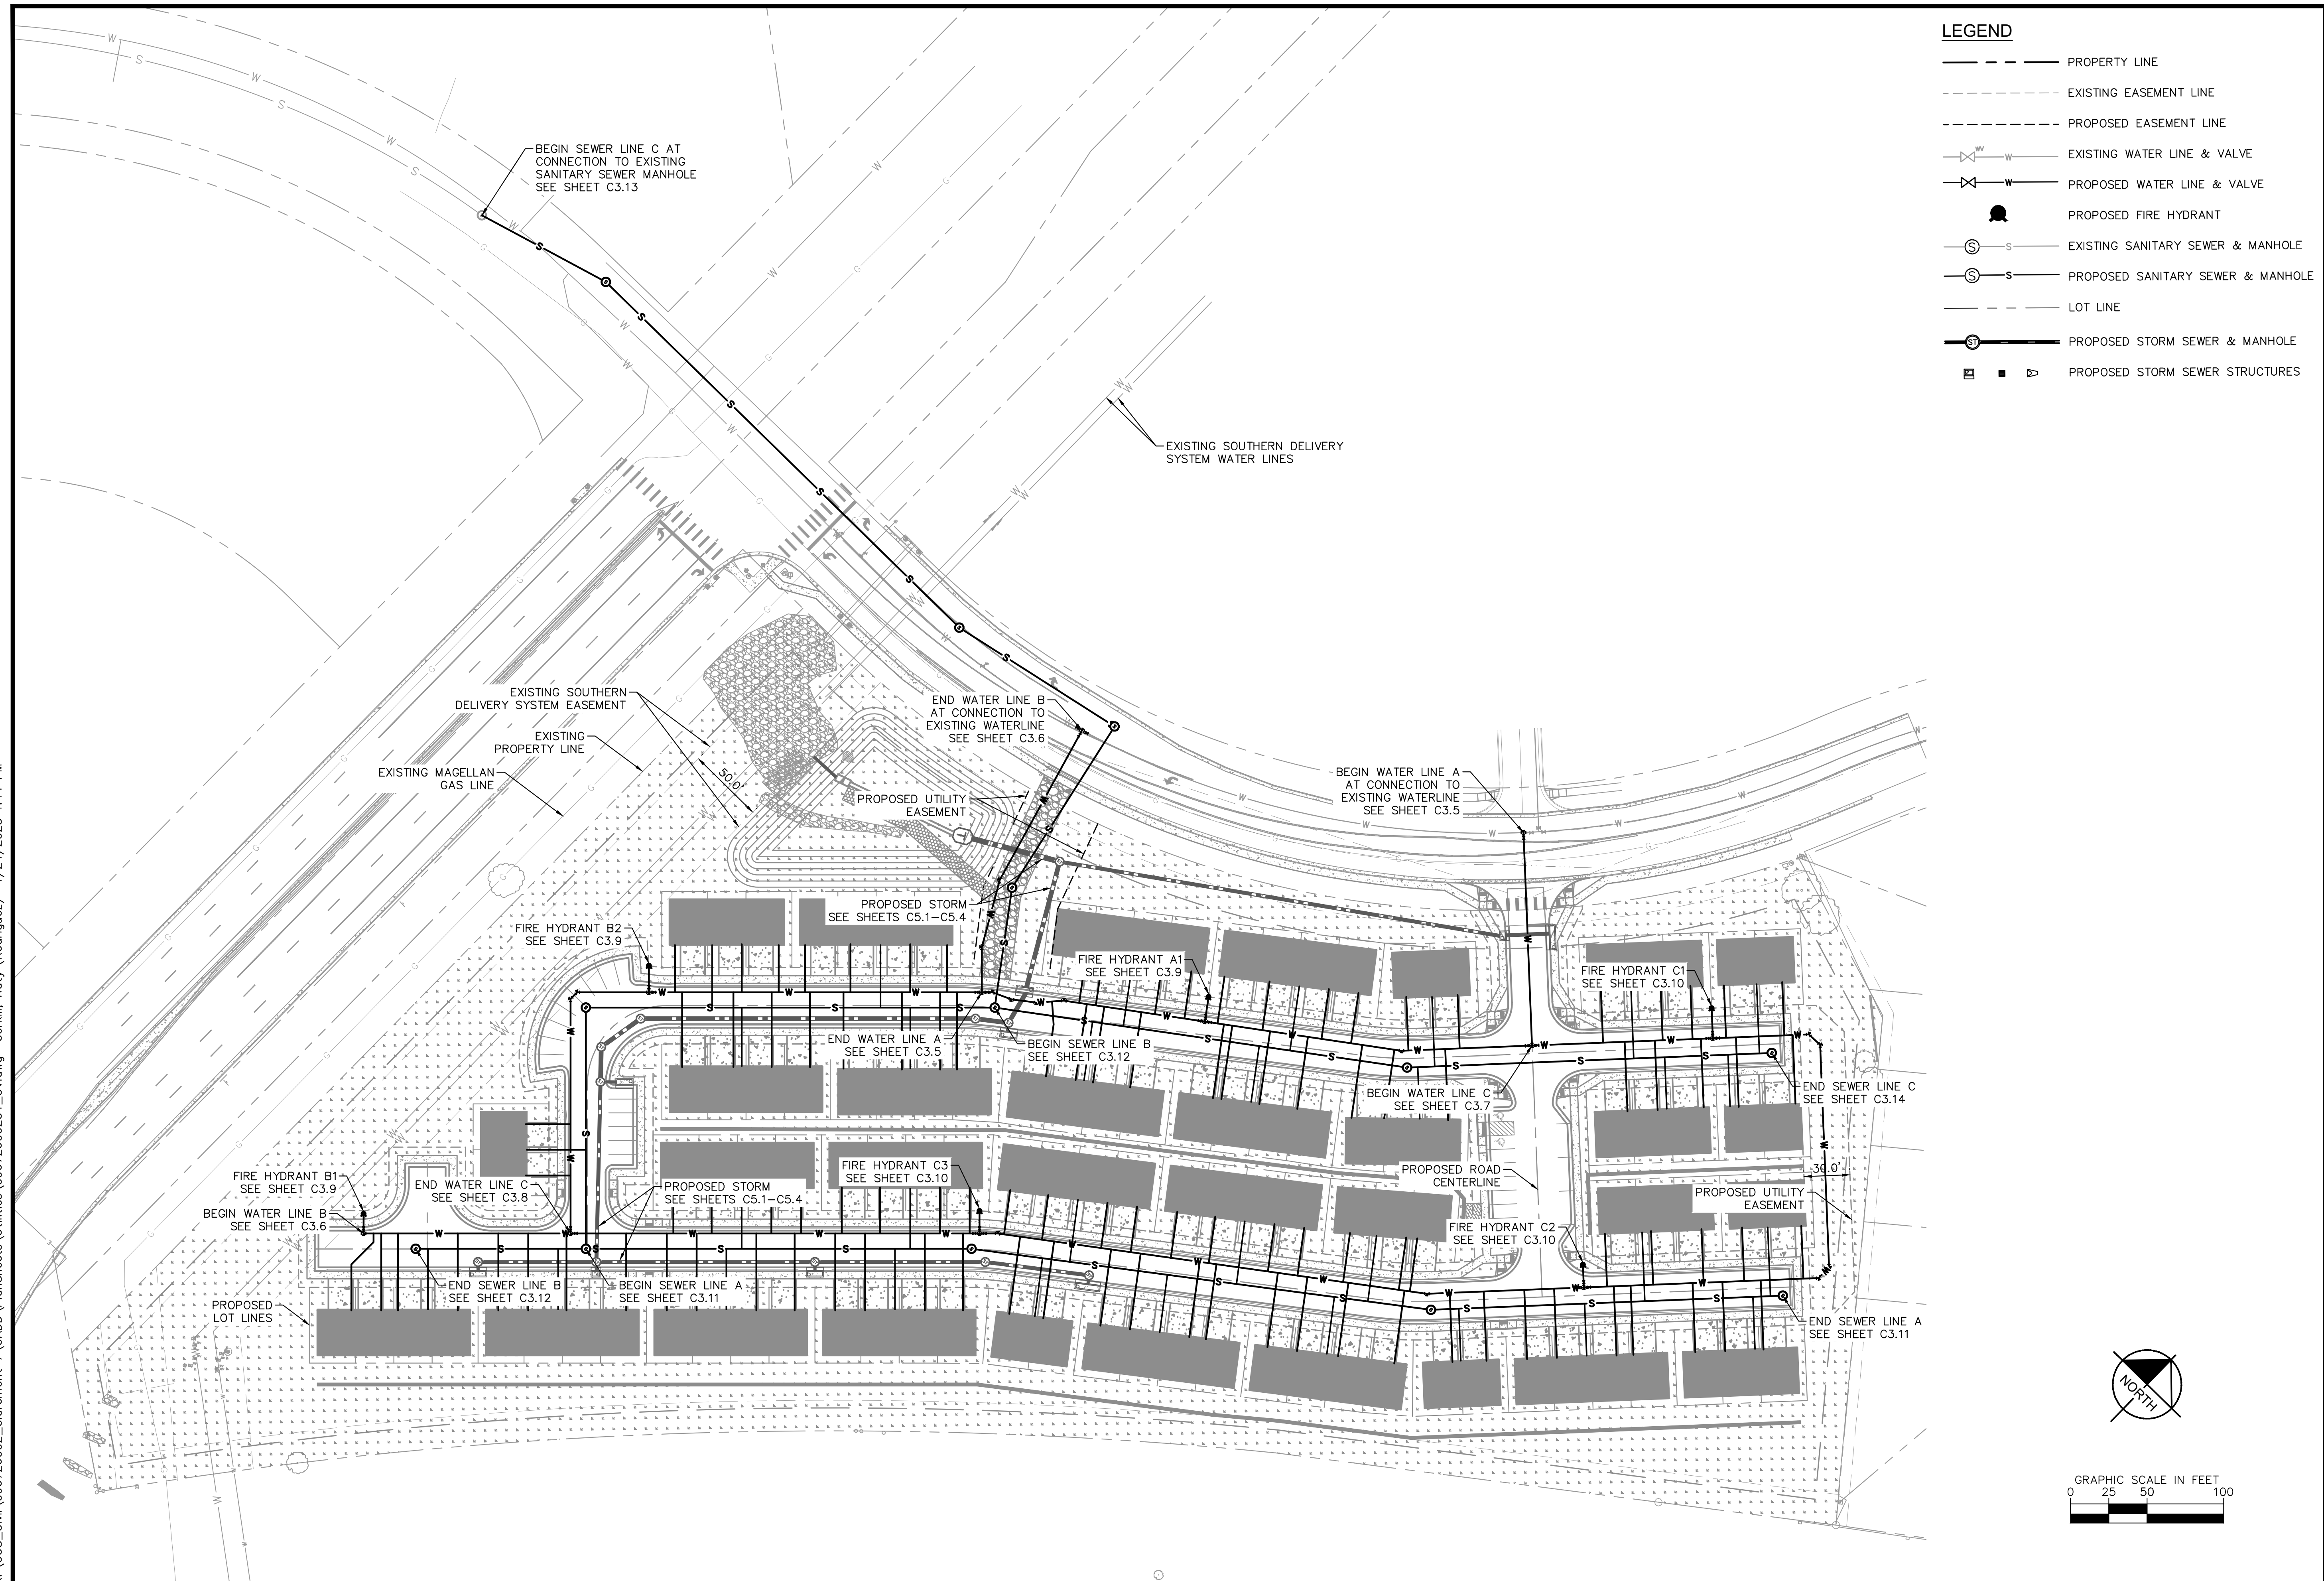 LEGEND
PROPERTY LINE
EXISTING EASEMENT LINE
PROPOSED EASEMENT LINE
WV
W
EXISTING WATER LINE & VALVE
W
PROPOSED WATER LINE & VALVE
PROPOSED FIRE HYDRANT
S
S
EXISTING SANITARY SEWER & MANHOLE
S
S
PROPOSED SANITARY SEWER & MANHOLE
LOT LINE
ST
PROPOSED STORM SEWER & MANHOLE
PROPOSED STORM SEWER STRUCTURES
BEGIN SEWER LINE C AT
CONNECTION TO EXISTING
SANITARY SEWER MANHOLE
SEE SHEET C3.13
EXISTING SOUTHERN DELIVERY
SYSTEM WATER LINES
EXISTING SOUTHERN
DELIVERY SYSTEM EASEMENT
EXISTING
PROPERTY LINE
EXISTING MAGELLAN
GAS LINE
50.0'
END WATER LINE B
AT CONNECTION TO
EXISTING WATERLINE
SEE SHEET C3.6
PROPOSED UTILITY
EASEMENT
BEGIN WATER LINE A
AT CONNECTION TO
EXISTING WATERLINE
SEE SHEET C3.5
PROPOSED STORM
SEE SHEETS C5.1-C5.4
FIRE HYDRANT B2
SEE SHEET C3.9
FIRE HYDRANT A1
SEE SHEET C3.9
FIRE HYDRANT C1
SEE SHEET C3.10
END WATER LINE A
SEE SHEET C3.5
BEGIN SEWER LINE B
SEE SHEET C3.12
BEGIN WATER LINE C
SEE SHEET C3.7
END SEWER LINE C
SEE SHEET C3.14
FIRE HYDRANT B1
SEE SHEET C3.9
BEGIN WATER LINE B
SEE SHEET C3.6
END WATER LINE C
SEE SHEET C3.8
PROPOSED STORM
SEE SHEETS C5.1-C5.4
FIRE HYDRANT C3
SEE SHEET C3.10
PROPOSED ROAD
CENTERLINE
30.0'
PROPOSED UTILITY
EASEMENT
FIRE HYDRANT C2
SEE SHEET C3.10
END SEWER LINE B
SEE SHEET C3.12
BEGIN SEWER LINE A
SEE SHEET C3.11
PROPOSED
LOT LINES
END SEWER LINE A
SEE SHEET C3.11
NORTH
GRAPHIC SCALE IN FEET
0 25 50 100